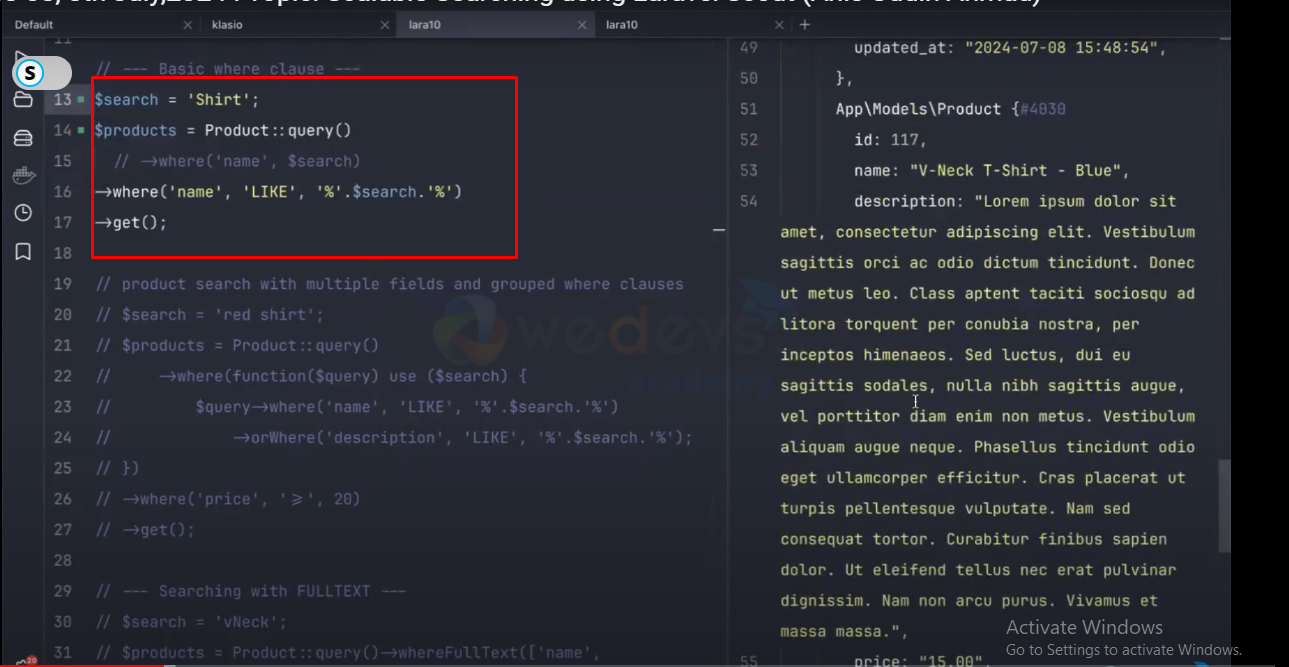 Default
klasio
lara10
lara10
// --- Basic where clause ---
13 $search = 'Shirt';
14 $products = Product::query()
15 // ->where('name', $search)
16 ->where('name', 'LIKE', '%'.$search.'%')
17 ->get();
18
19 // product search with multiple fields and grouped where clauses
20 // $search = 'red shirt';
21 // $products = Product::query()
22 // ->where(function($query) use ($search) {
23 // $query->where('name', 'LIKE', '%'.$search.'%')
24 // ->orWhere('description', 'LIKE', '%'.$search.'%');
25 // })
26 // ->where('price', '>=', 20)
27 // ->get();
28
29 // --- Searching with FULLTEXT ---
30 // $search = 'vNeck';
31 // $products = Product::query()->whereFullText(['name',
S
20
49 updated_at: "2024-07-08 15:48:54",
50 },
51 App\Models\Product {#4030
52 id: 117,
53 name: "V-Neck T-Shirt - Blue",
54 description: "Lorem ipsum dolor sit
amet, consectetur adipiscing elit. Vestibulum
sagittis orci ac odio dictum tincidunt. Donec
ut metus leo. Class aptent taciti sociosqu ad
litora torquent per conubia nostra, per
inceptos himenaeos. Sed luctus, dui eu
sagittis sodales, nulla nibh sagittis augue,
vel porttitor diam enim non metus. Vestibulum
aliquam augue neque. Phasellus tincidunt odio
eget ullamcorper efficitur. Cras placerat ut
turpis pellentesque vulputate. Nam sed
consequat tortor. Curabitur finibus sapien
dolor. Ut eleifend tellus nec erat pulvinar
dignissim. Nam non arcu purus. Vivamus et
massa massa.",
55 price: "15.00",
wedevs
academy
Activate Windows
Go to Settings to activate Windows.